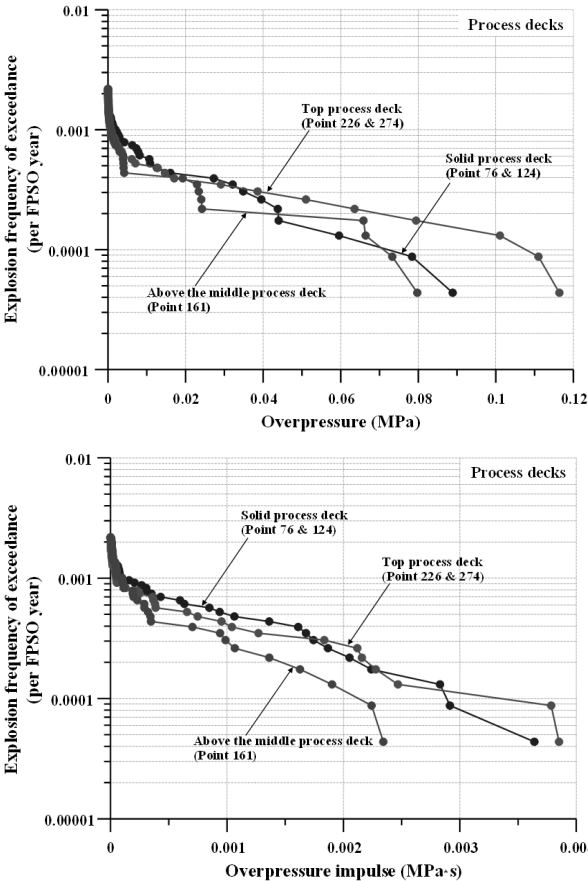 0.01
Process decks
Top process deck
(Point 226 & 274)
0.001
Solid process deck
(Point 76 & 124)
0.0001
Above the middle process deck
(Point 161)
0.00001
0 0.02 0.04 0.06 0.08 0.1 0.12
Overpressure (MPa)
Explosion frequency of exceedance
(per FPSO year)
0.01
Process decks
Solid process deck
(Point 76 & 124)
Top process deck
(Point 226 & 274)
0.001
0.0001
Above the middle process deck
(Point 161)
0.00001
0 0.001 0.002 0.003 0.00
Overpressure impulse (MPa·s)
Explosion frequency of exceedance
(per FPSO year)